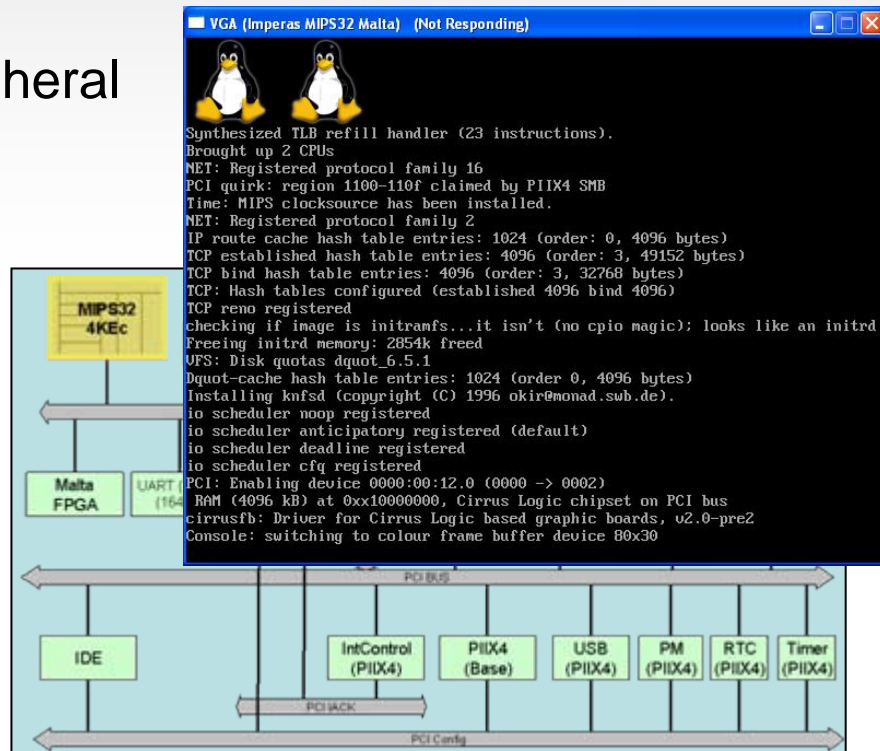 heral
VGA (Imperas MIPS32 Malta) (Not Responding)
Synthesized TLB refill handler (23 instructions).
Brought up 2 CPUs
NET: Registered protocol family 16
PCI quirk: region 1100-110f claimed by PIIX4 SMB
Time: MIPS clocksource has been installed.
NET: Registered protocol family 2
IP route cache hash table entries: 1024 (order: 0, 4096 bytes)
TCP established hash table entries: 4096 (order: 3, 49152 bytes)
TCP bind hash table entries: 4096 (order: 3, 32768 bytes)
TCP: Hash tables configured (established 4096 bind 4096)
TCP reno registered
checking if image is initramfs...it isn't (no cpio magic); looks like an initrd
Freeing initrd memory: 2854k freed
VFS: Disk quotas dquot_6.5.1
Dquot-cache hash table entries: 1024 (order 0, 4096 bytes)
Installing knfsd (copyright (C) 1996 okir@monad.swb.de).
io scheduler noop registered
io scheduler anticipatory registered (default)
io scheduler deadline registered
io scheduler cfq registered
PCI: Enabling device 0000:00:12.0 (0000 -> 0002)
RAM (4096 kB) at 0xx10000000, Cirrus Logic chipset on PCI bus
cirrusfb: Driver for Cirrus Logic based graphic boards, v2.0-pre2
Console: switching to colour frame buffer device 80x30
MIPS32
4KEc
Malta
FPGA
UART (
(164
PCI BUS
IDE
IntControl
(PIIX4)
PIIX4
(Base)
USB
(PIIX4)
PM
(PIIX4)
RTC
(PIIX4)
Timer
(PIIX4)
PCI IACK
PCI Config